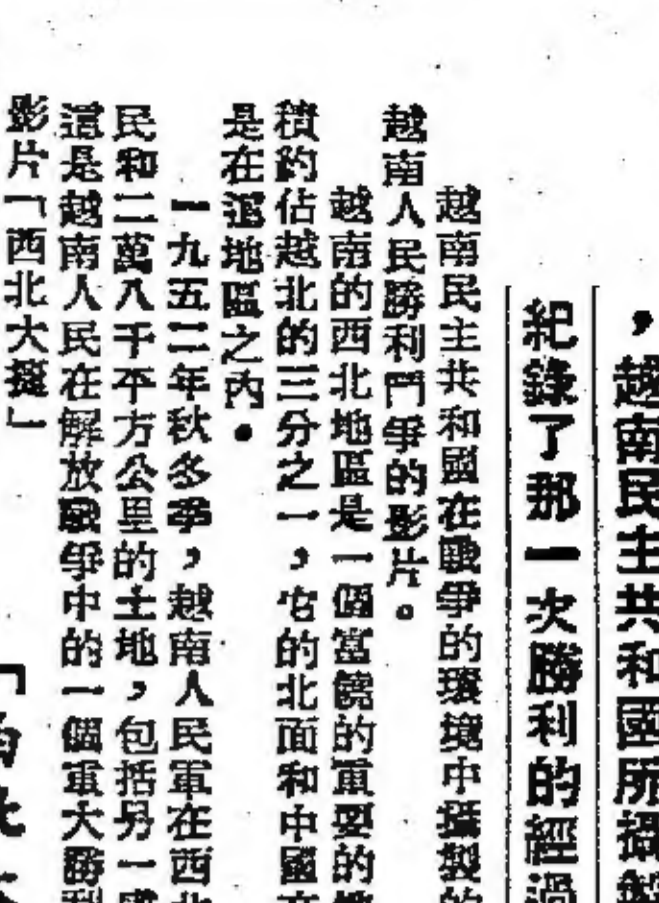 ，越南民主共和國所攝製
紀錄了那一次勝利的經過
越南民主共和國在戰爭的環境中攝製的
越南人民勝利鬥爭的影片。
越南的西北地區是一個富饒的重要的地
積約佔越北的三分之一，它的北面和中國
是在這地區之內。
一九五二年秋冬季，越南人民軍在西北
民和二萬八千平方公里的土地，包括另一
這是越南人民在解放戰爭中的一個重大勝利
影片「西北大捷」
「西北大